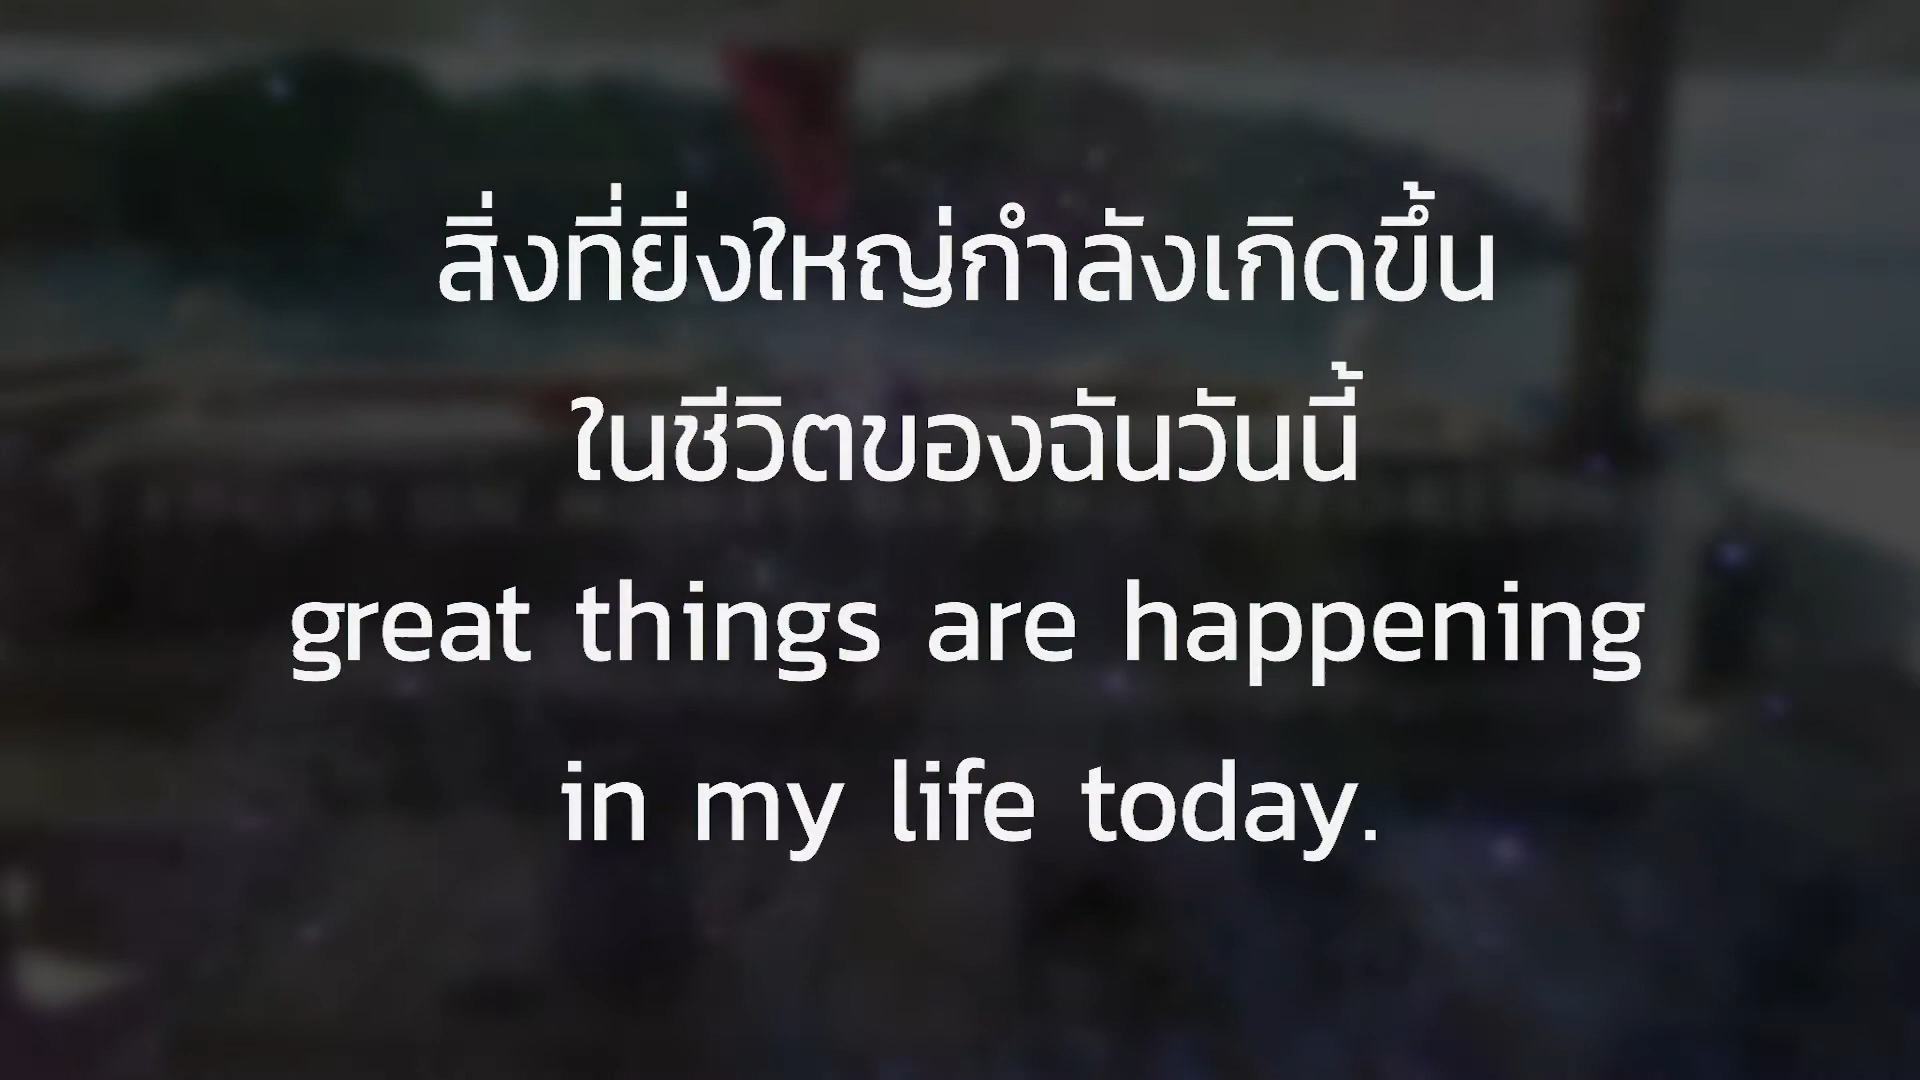 สิ่งที่ยิ่งใหญ่กำลังเกิดขึ้น
ในชีวิตของฉันวันนี้
great things are happening
in my life today.